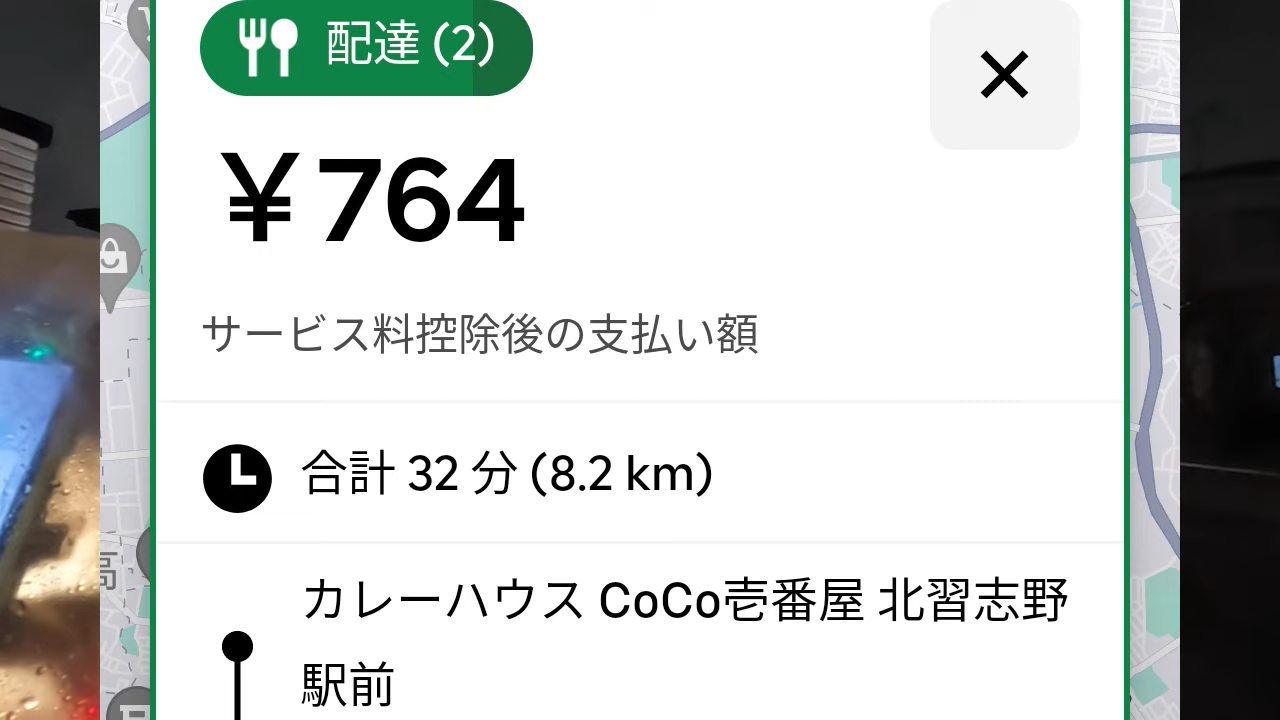 配達 (2)
¥764
サービス料控除後の支払い額
合計 32 分 (8.2 km)
カレーハウス CoCo壱番屋 北習志野
駅前
高